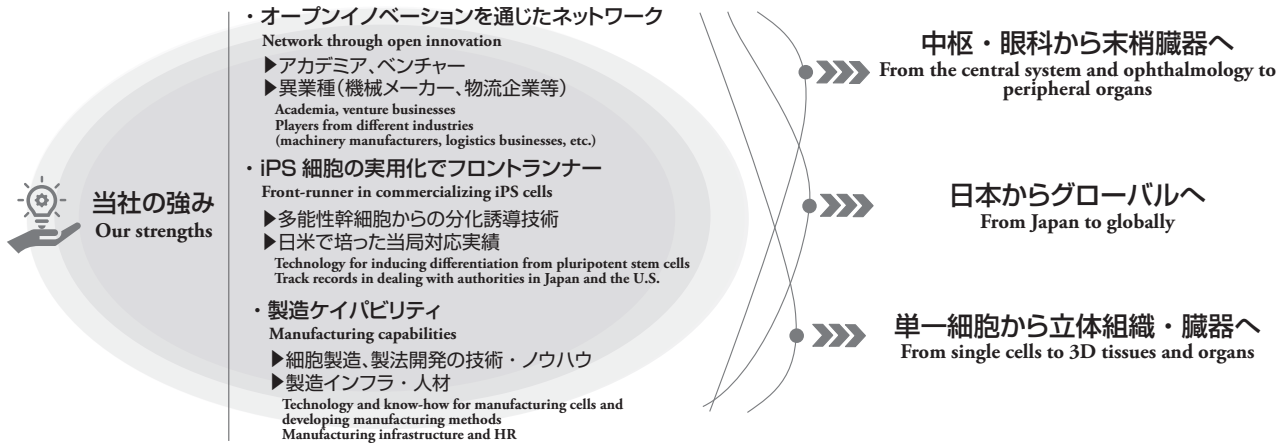 当社の強み
Our strengths
・オープンイノベーションを通じたネットワーク
Network through open innovation
▶アカデミア、ベンチャー
▶異業種（機械メーカー、物流企業等）
Academia, venture businesses
Players from different industries
(machinery manufacturers, logistics businesses, etc.)
・iPS 細胞の実用化でフロントランナー
Front-runner in commercializing iPS cells
▶多能性幹細胞からの分化誘導技術
▶日米で培った当局対応実績
Technology for inducing differentiation from pluripotent stem cells
Track records in dealing with authorities in Japan and the U.S.
・製造ケイパビリティ
Manufacturing capabilities
▶細胞製造、製法開発の技術・ノウハウ
▶製造インフラ・人材
Technology and know-how for manufacturing cells and
developing manufacturing methods
Manufacturing infrastructure and HR
中枢・眼科から末梢臓器へ
From the central system and ophthalmology to
peripheral organs
日本からグローバルへ
From Japan to globally
単一細胞から立体組織・臓器へ
From single cells to 3D tissues and organs